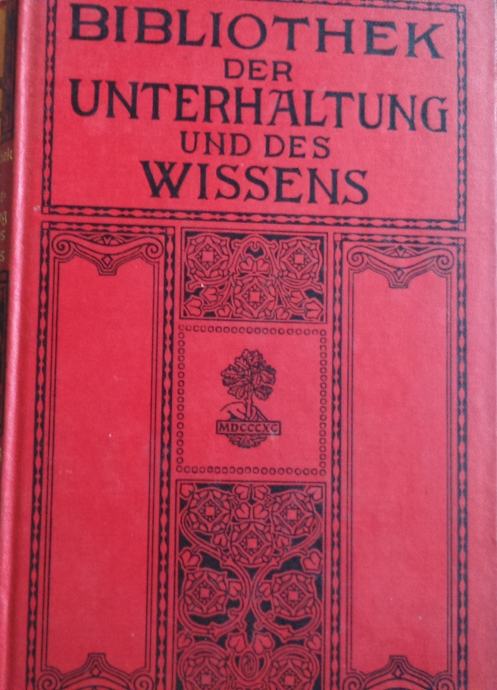 BIBLIOTHEK
DER
UNTERHALTUNG
UND DES
WISSENS
MDCCCXC